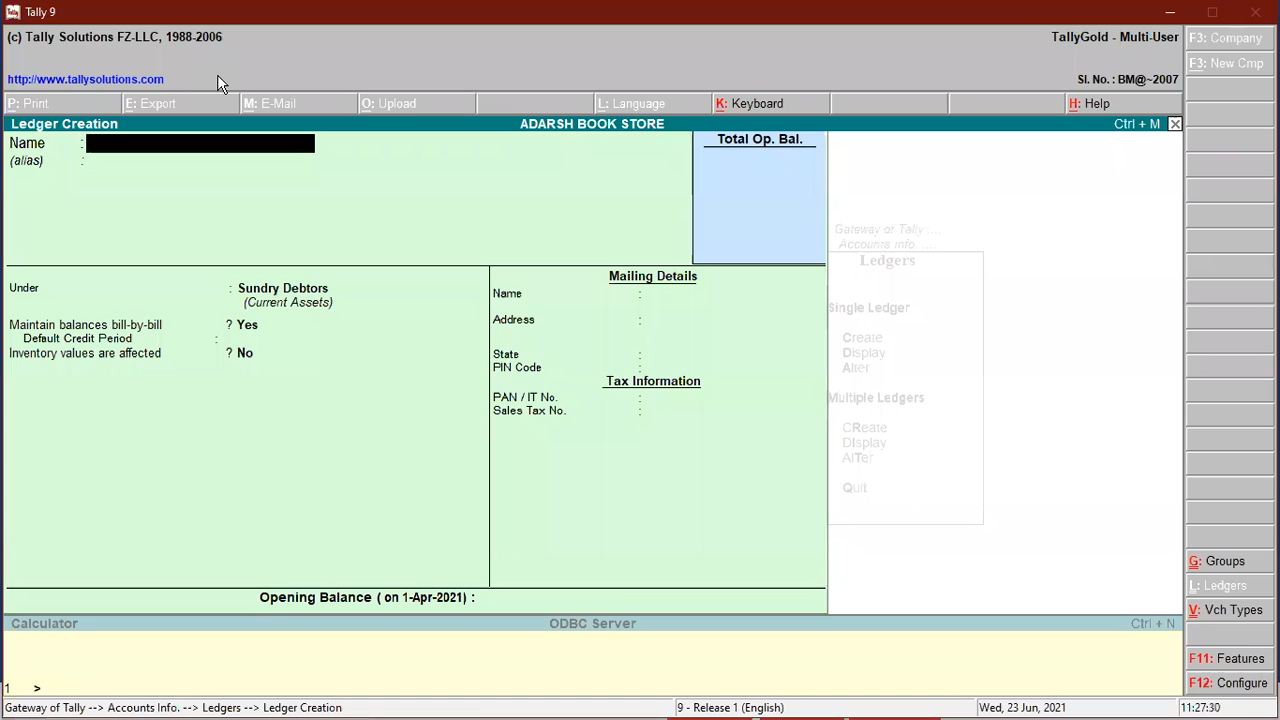 Tally 9
(c) Tally Solutions FZ-LLC, 1988-2006
TallyGold - Multi-User
http://www.tallysolutions.com
Sl. No. : BM@~2007
P: Print
E: Export
M: E-Mail
O: Upload
L: Language
K: Keyboard
H: Help
Ledger Creation
ADARSH BOOK STORE
Ctrl + M
Name :
(alias) :
Total Op. Bal.
Under : Sundry Debtors
(Current Assets)
Maintain balances bill-by-bill ? Yes
Default Credit Period :
Inventory values are affected ? No
Mailing Details
Name :
Address :
State :
PIN Code :
Tax Information
PAN / IT No. :
Sales Tax No. :
Opening Balance ( on 1-Apr-2021) :
Gateway of Tally ....
Accounts Info. ....
Ledgers
Single Ledger
Create
Display
Alter
Multiple Ledgers
CReate
DIsplay
AlTer
Quit
F3: Company
F3: New Cmp
G: Groups
L: Ledgers
V: Vch Types
F11: Features
F12: Configure
Calculator
ODBC Server
Ctrl + N
1 >
Gateway of Tally --> Accounts Info. --> Ledgers --> Ledger Creation
9 - Release 1 (English)
Wed, 23 Jun, 2021
11:27:30